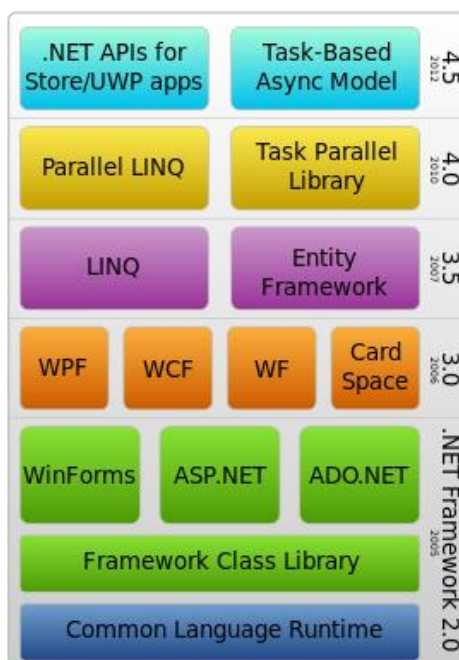 .NET APIs for
Store/UWP apps
Task-Based
Async Model
4.5
2012
Parallel LINQ
Task Parallel
Library
4.0
2010
LINQ
Entity
Framework
3.5
2007
WPF
WCF
WF
Card
Space
3.0
2006
WinForms
ASP.NET
ADO.NET
.NET Framework 2.0
2005
Framework Class Library
Common Language Runtime